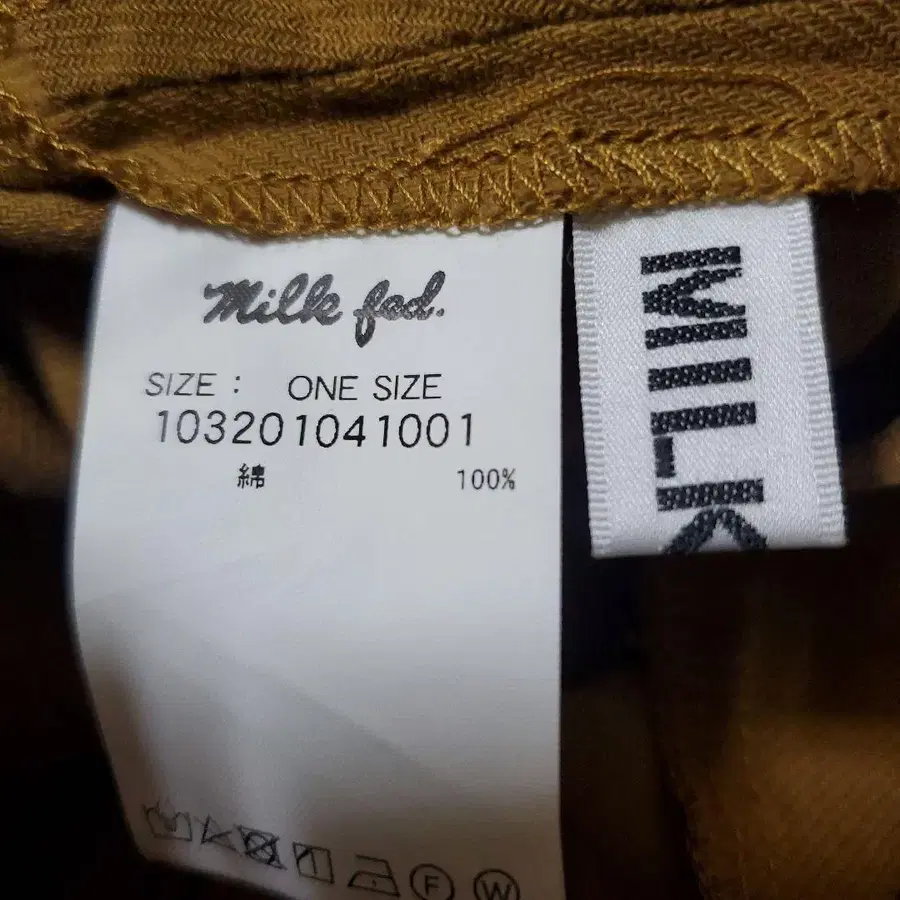 Milk fed.
SIZE : ONE SIZE
103201041001
綿 100%
F W
MILK